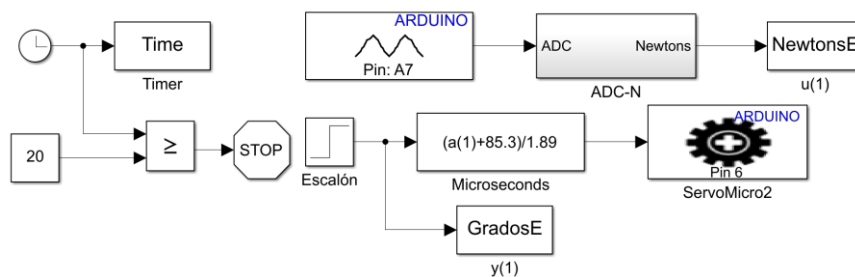 Time
Timer
ARDUINO
Pin: A7
ADC
Newtons
ADC-N
NewtonsE
u(1)
20
≥
STOP
Escalón
(a(1)+85.3)/1.89
Microseconds
ARDUINO
Pin 6
ServoMicro2
GradosE
y(1)